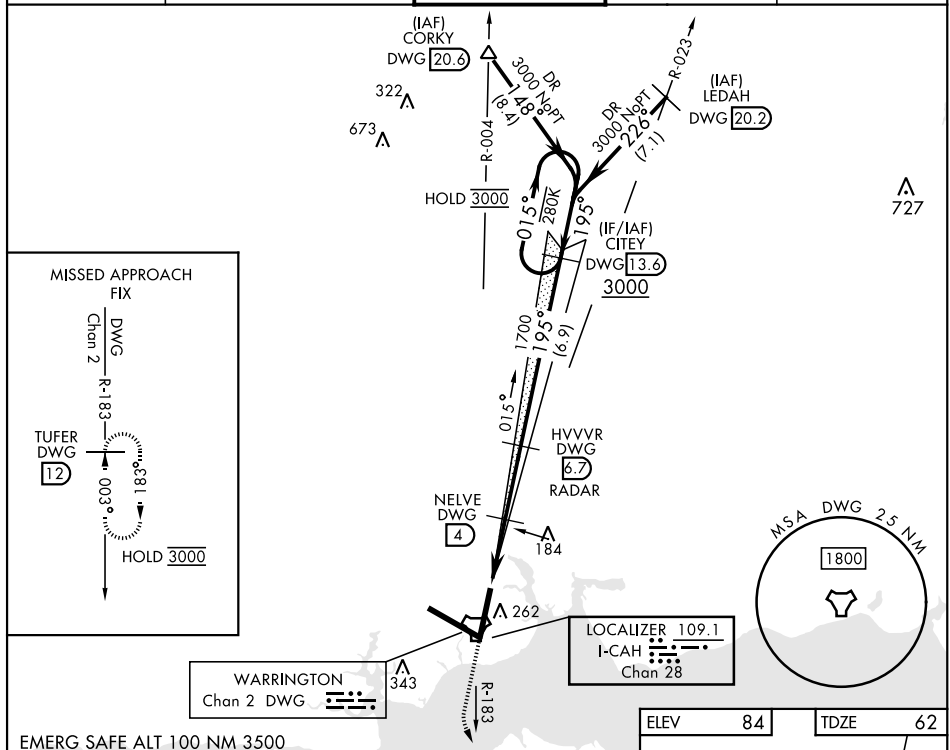 (IAF)
CORKY
DWG 20.6
DR
3000 NoPT
148°
(8.4)
R-023
(IAF)
LEDAH
DWG 20.2
DR
3000 NoPT
226°
(7.1)
322
673
R-004
HOLD 3000
015°
280K
195°
(IF/IAF)
CITEY
DWG 13.6
3000
727
MISSED APPROACH
FIX
DWG
Chan 2
R-183
TUFER
DWG
12
003°
183°
HOLD 3000
1700
195°
(6.9)
015°
HVVVR
DWG
6.7
RADAR
NELVE
DWG
4
184
MSA DWG 25 NM
1800
262
LOCALIZER 109.1
I-CAH
Chan 28
WARRINGTON
Chan 2 DWG
343
R-183
EMERG SAFE ALT 100 NM 3500
ELEV 84
TDZE 62